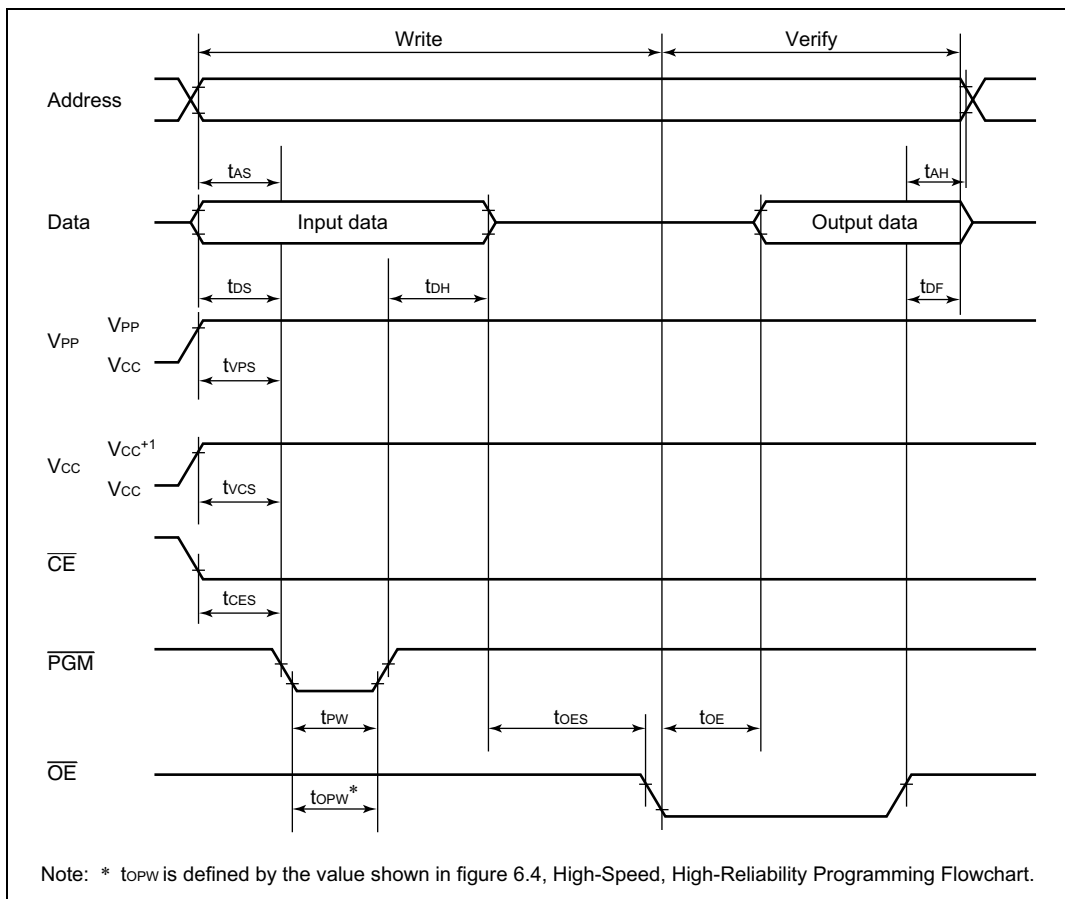 Write Verify
Address
tAS tAH
Data Input data Output data
tDS tDH tDF
VPP VPP
VCC
tVPS
VCC VCC+1
VCC
tVCS
CE
tCES
PGM
tPW tOES tOE
OE
tOPW*
Note: * tOPW is defined by the value shown in figure 6.4, High-Speed, High-Reliability Programming Flowchart.